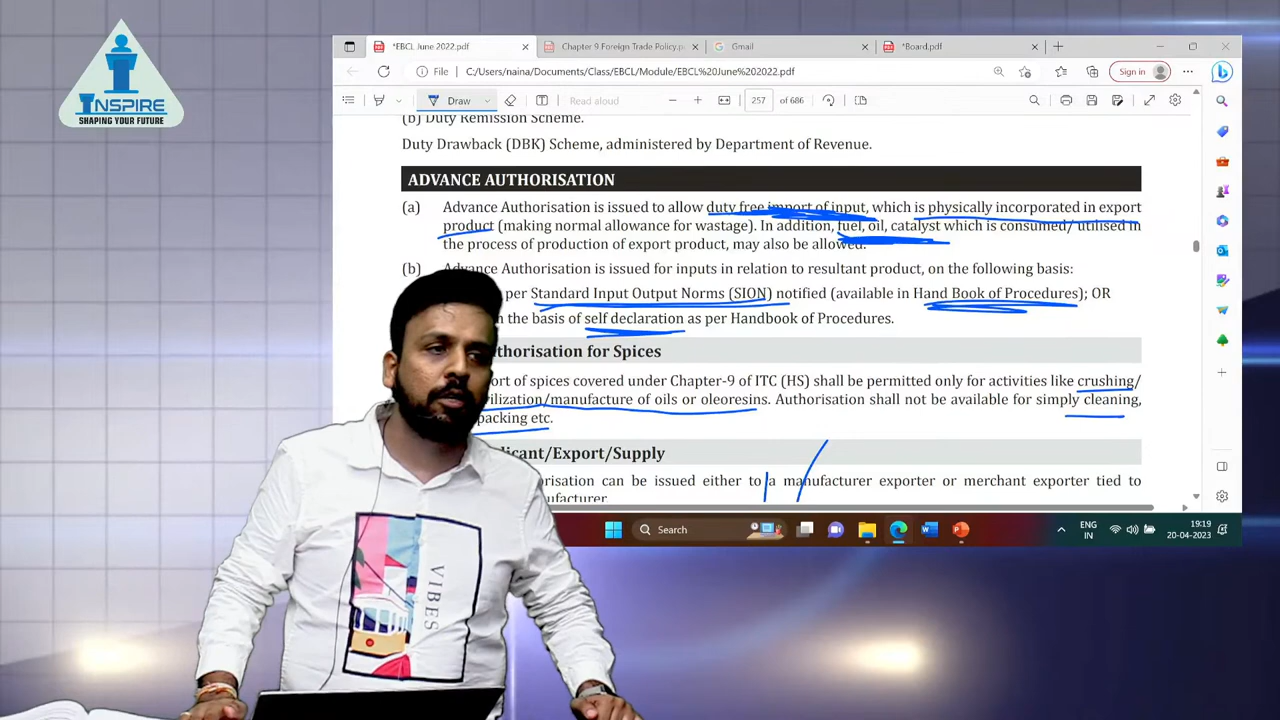 INSPIRE
SHAPING YOUR FUTURE
*EBCL June 2022.pdf
Chapter 9 Foreign Trade Policy.pdf
Gmail
*Board.pdf
File
C:/Users/naina/Documents/Class/EBCL/Module/EBCL%20June%202022.pdf
Sign in
Draw
Read aloud
257 of 686
(b) Duty Remission Scheme.
Duty Drawback (DBK) Scheme, administered by Department of Revenue.
ADVANCE AUTHORISATION
(a) Advance Authorisation is issued to allow duty free import of input, which is physically incorporated in export
product (making normal allowance for wastage). In addition, fuel, oil, catalyst which is consumed/ utilised in
the process of production of export product, may also be allowed.
(b) Advance Authorisation is issued for inputs in relation to resultant product, on the following basis:
per Standard Input Output Norms (SION) notified (available in Hand Book of Procedures); OR
the basis of self declaration as per Handbook of Procedures.
for Spices
of spices covered under Chapter-9 of ITC (HS) shall be permitted only for activities like crushing/
/manufacture of oils or oleoresins. Authorisation shall not be available for simply cleaning,
packing etc.
/Export/Supply
can be issued either to a manufacturer exporter or merchant exporter tied to
Search
ENG
IN
19:19
20-04-2023
VIBES